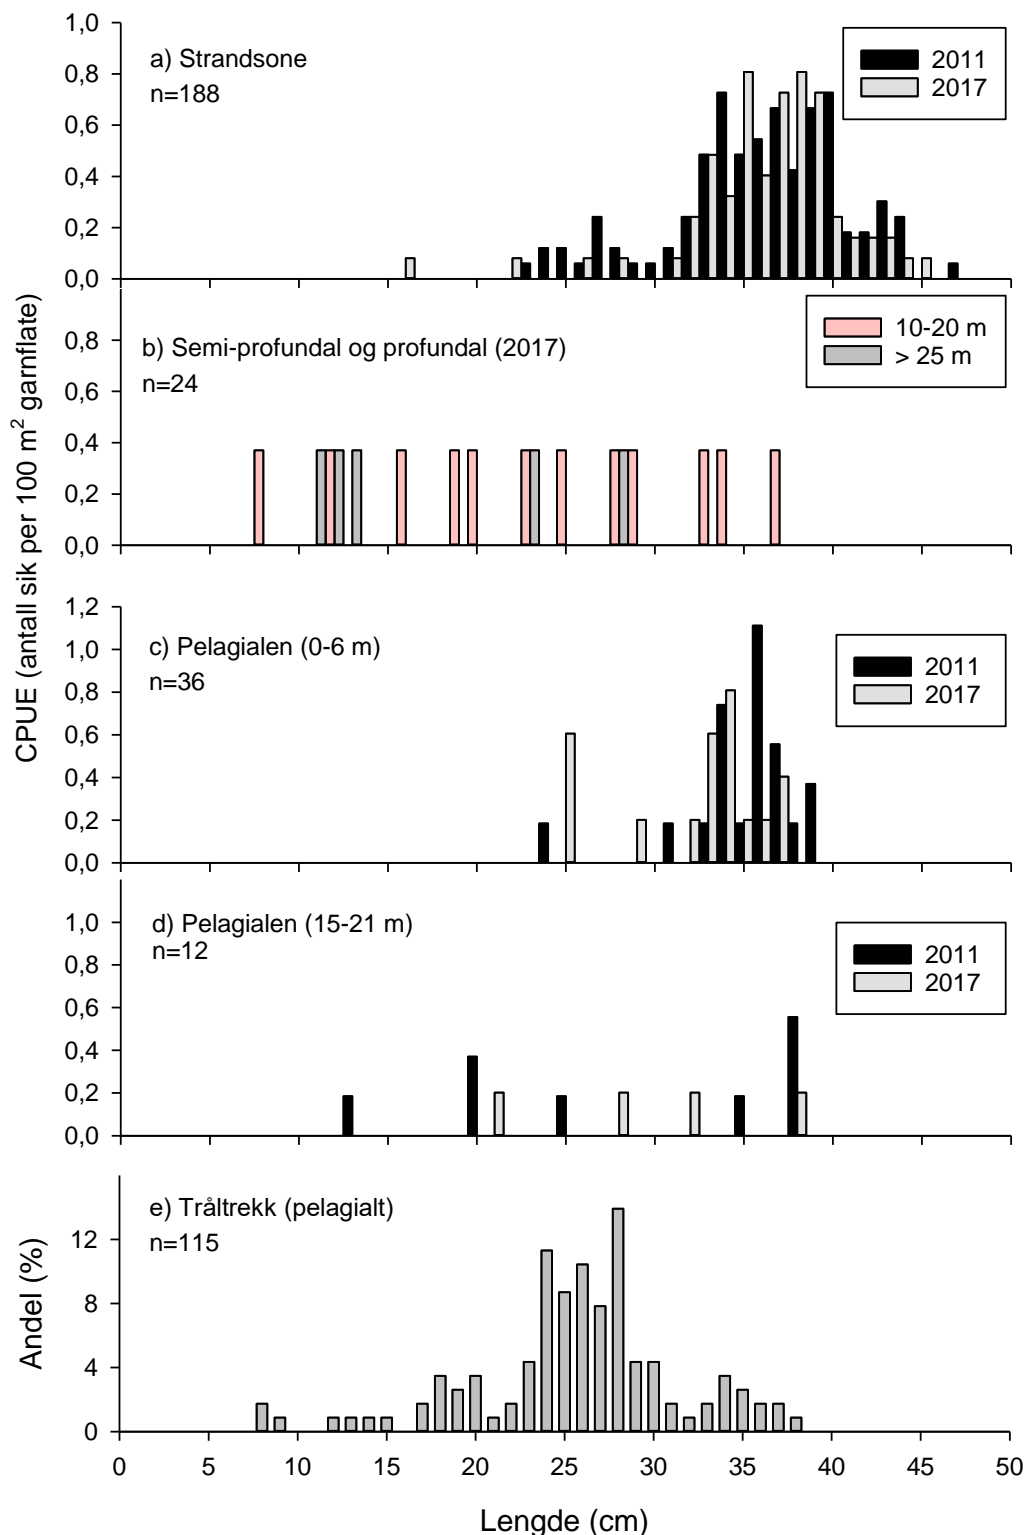 CPUE (antall sik per 100 m² garnflate)
1,0
0,8
0,6
0,4
0,2
0,0
a) Strandsone
n=188
2011
2017
0,8
0,6
0,4
0,2
0,0
b) Semi-profundal og profundal (2017)
n=24
10-20 m
> 25 m
1,2
1,0
0,8
0,6
0,4
0,2
0,0
c) Pelagialen (0-6 m)
n=36
2011
2017
1,0
0,8
0,6
0,4
0,2
0,0
d) Pelagialen (15-21 m)
n=12
2011
2017
Andel (%)
12
8
4
0
e) Tråltrekk (pelagialt)
n=115
0 5 10 15 20 25 30 35 40 45 50
Lengde (cm)